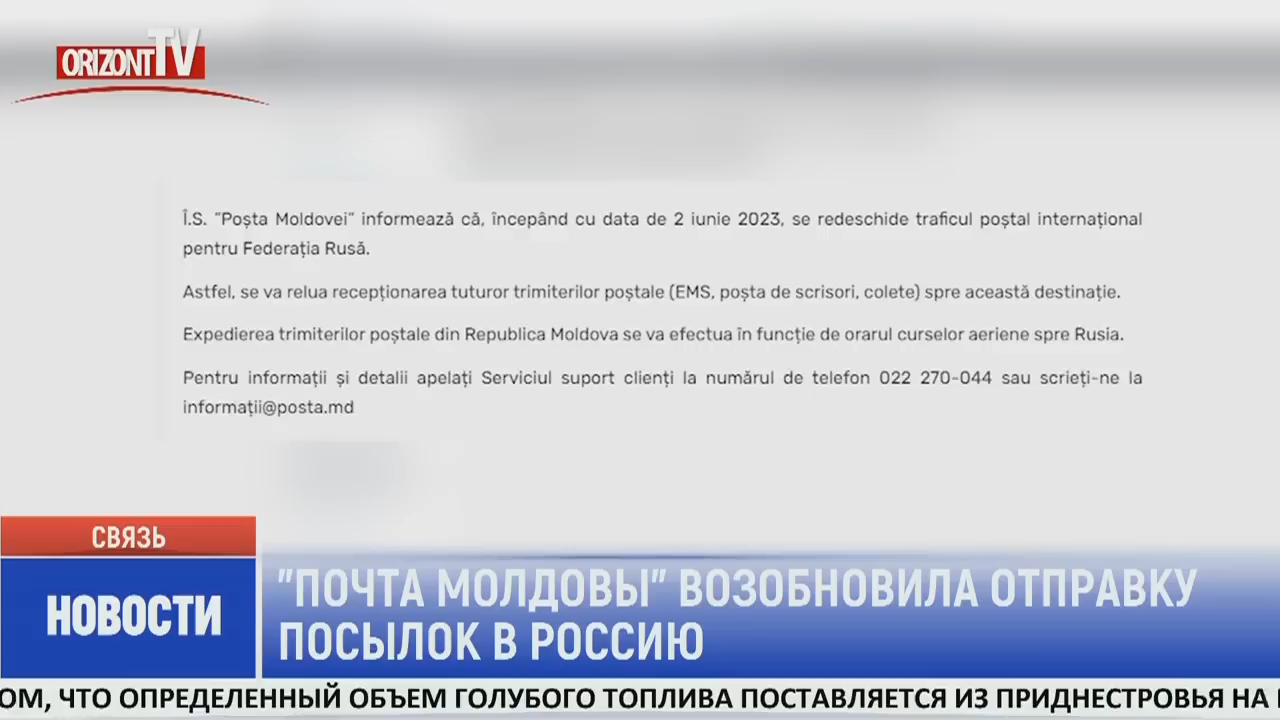 ORIZONTTV
Î.S. “Poșta Moldovei” informează că, începând cu data de 2 iunie 2023, se redeschide traficul poștal internațional
pentru Federația Rusă.
Astfel, se va relua recepționarea tuturor trimiterilor poștale (EMS, poșta de scrisori, colete) spre această destinație.
Expedierea trimiterilor poștale din Republica Moldova se va efectua în funcție de orarul curselor aeriene spre Rusia.
Pentru informații și detalii apelați Serviciul suport clienți la numărul de telefon 022 270-044 sau scrieți-ne la
informații@posta.md
СВЯЗЬ
НОВОСТИ
"ПОЧТА МОЛДОВЫ" ВОЗОБНОВИЛА ОТПРАВКУ
ПОСЫЛОК В РОССИЮ
ОМ, ЧТО ОПРЕДЕЛЕННЫЙ ОБЪЕМ ГОЛУБОГО ТОПЛИВА ПОСТАВЛЯЕТСЯ ИЗ ПРИДНЕСТРОВЬЯ НА